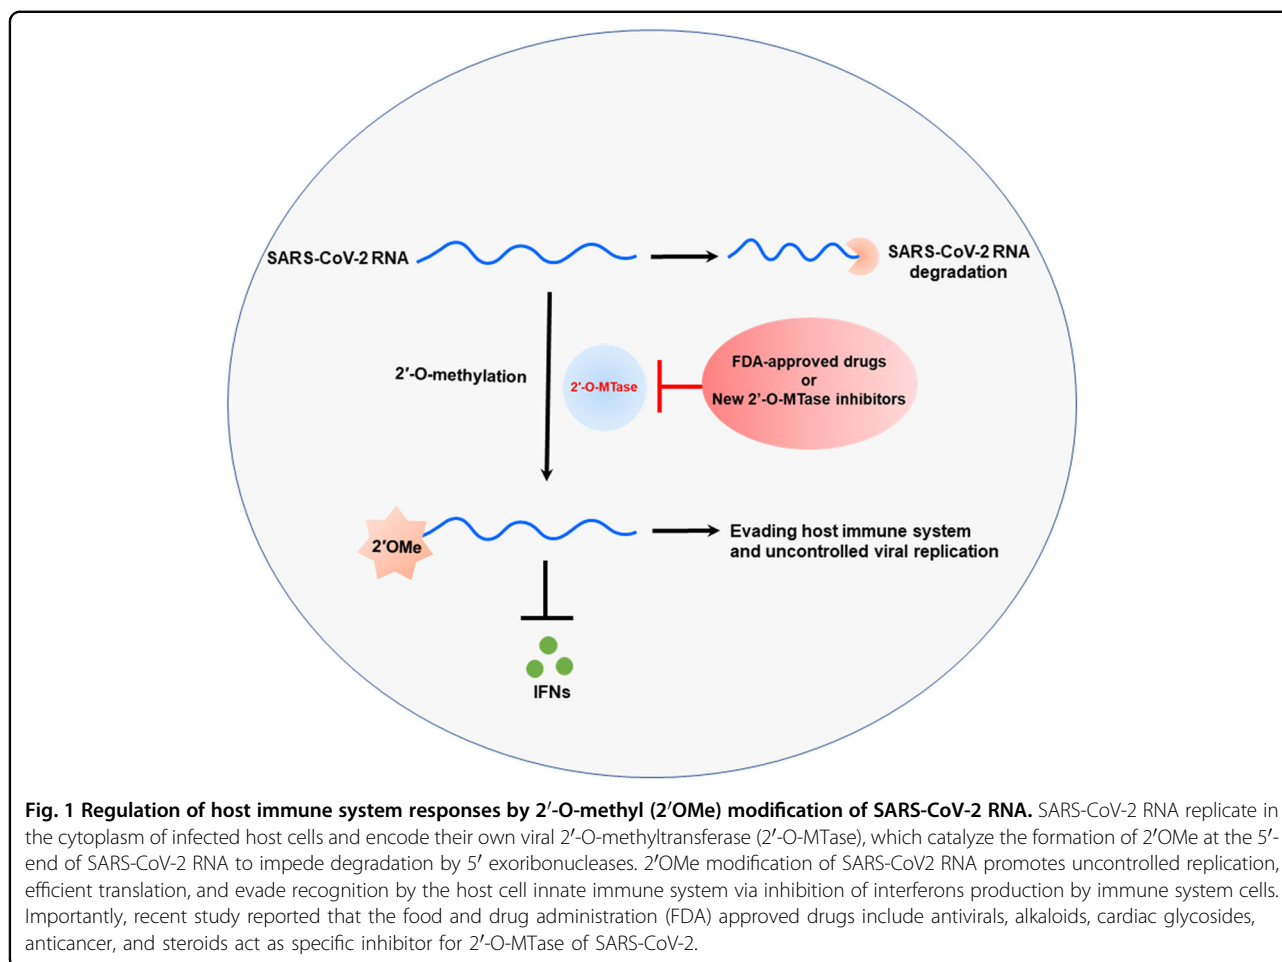 SARS-CoV-2 RNA
SARS-CoV-2 RNA
degradation
2′-O-methylation
2′-O-MTase
FDA-approved drugs
or
New 2'-O-MTase inhibitors
2′OMe
Evading host immune system
and uncontrolled viral replication
IFNs
Fig. 1 Regulation of host immune system responses by 2′-O-methyl (2′OMe) modification of SARS-CoV-2 RNA. SARS-CoV-2 RNA replicate in
the cytoplasm of infected host cells and encode their own viral 2′-O-methyltransferase (2′-O-MTase), which catalyze the formation of 2′OMe at the 5′-
end of SARS-CoV-2 RNA to impede degradation by 5′ exoribonucleases. 2′OMe modification of SARS-CoV2 RNA promotes uncontrolled replication,
efficient translation, and evade recognition by the host cell innate immune system via inhibition of interferons production by immune system cells.
Importantly, recent study reported that the food and drug administration (FDA) approved drugs include antivirals, alkaloids, cardiac glycosides,
anticancer, and steroids act as specific inhibitor for 2′-O-MTase of SARS-CoV-2.